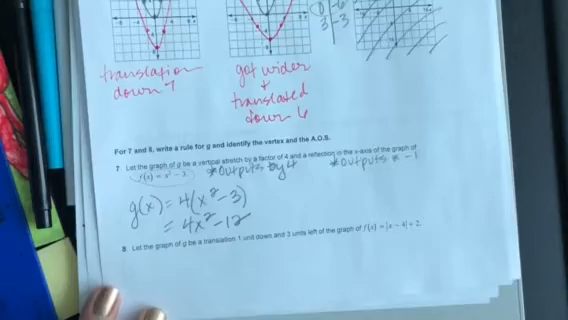 0 -6
3 -3
translation
down 7
got wider
+
translated
down 6
For 7 and 8, write a rule for g and identify the vertex and the A.O.S.
7 Let the graph of g be a vertical stretch by a factor of 4 and a reflection in the x-axis of the graph of
f(x) = x² - 3 *outputs by 4 *outputs * -1
g(x) = 4(x² - 3)
= 4x² - 12
8 Let the graph of g be a translation 1 unit down and 3 units left of the graph of f(x) = |x - 4| + 2